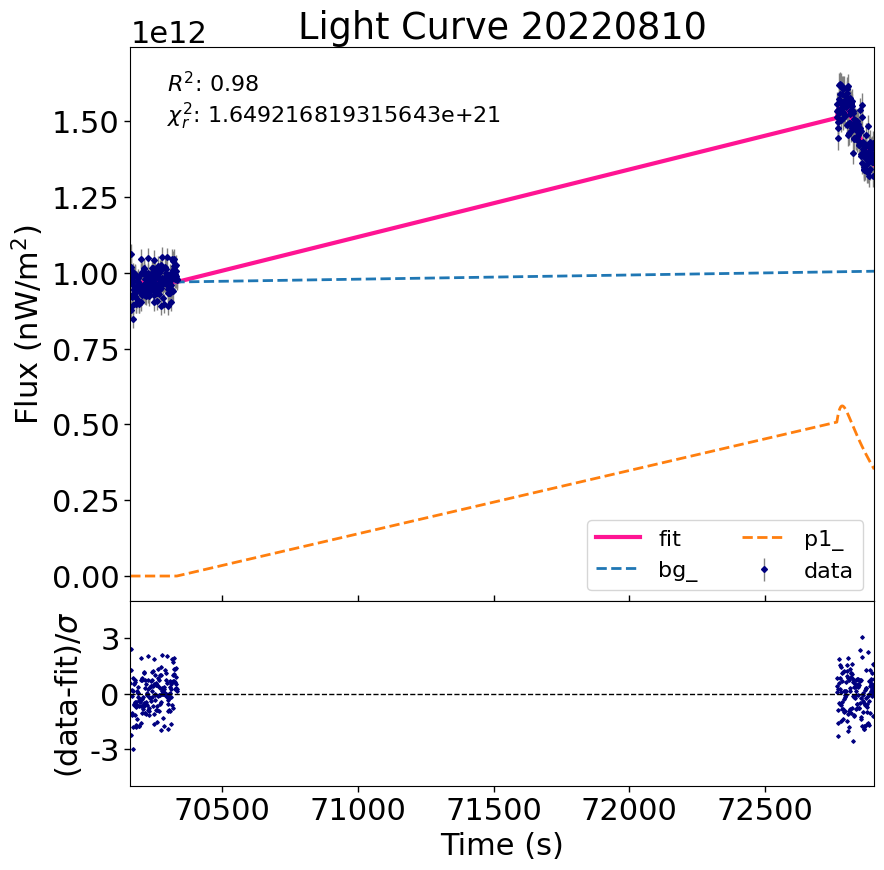 Light Curve 20220810
1e12
R²: 0.98
χ²ᵣ: 1.649216819315643e+21
Flux (nW/m²)
1.50
1.25
1.00
0.75
0.50
0.25
0.00
fit
bg_
p1_
data
(data-fit)/σ
3
0
-3
70500 71000 71500 72000 72500
Time (s)